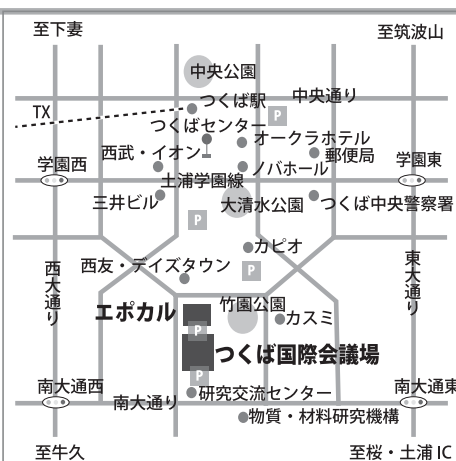 至下妻
至筑波山
中央公園
つくば駅
中央通り
TX
P
つくばセンター
オークラホテル
西武・イオン
郵便局
学園西
ノバホール
学園東
土浦学園線
三井ビル
大清水公園
つくば中央警察署
P
カピオ
西大通り
西友・デイズタウン
P
東大通り
エポカル
竹園公園
カスミ
P
つくば国際会議場
P
南大通西
研究交流センター
南大通東
南大通り
物質・材料研究機構
至牛久
至桜・土浦 IC